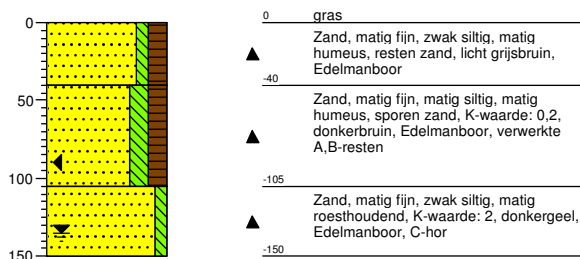 0
50
100
150
0 gras
Zand, matig fijn, zwak siltig, matig
humeus, resten zand, licht grijsbruin,
Edelmanboor
-40
Zand, matig fijn, matig siltig, matig
humeus, sporen zand, K-waarde: 0,2,
donkerbruin, Edelmanboor, verwerkte
A,B-resten
-105
Zand, matig fijn, zwak siltig, matig
roesthoudend, K-waarde: 2, donkergeel,
Edelmanboor, C-hor
-150